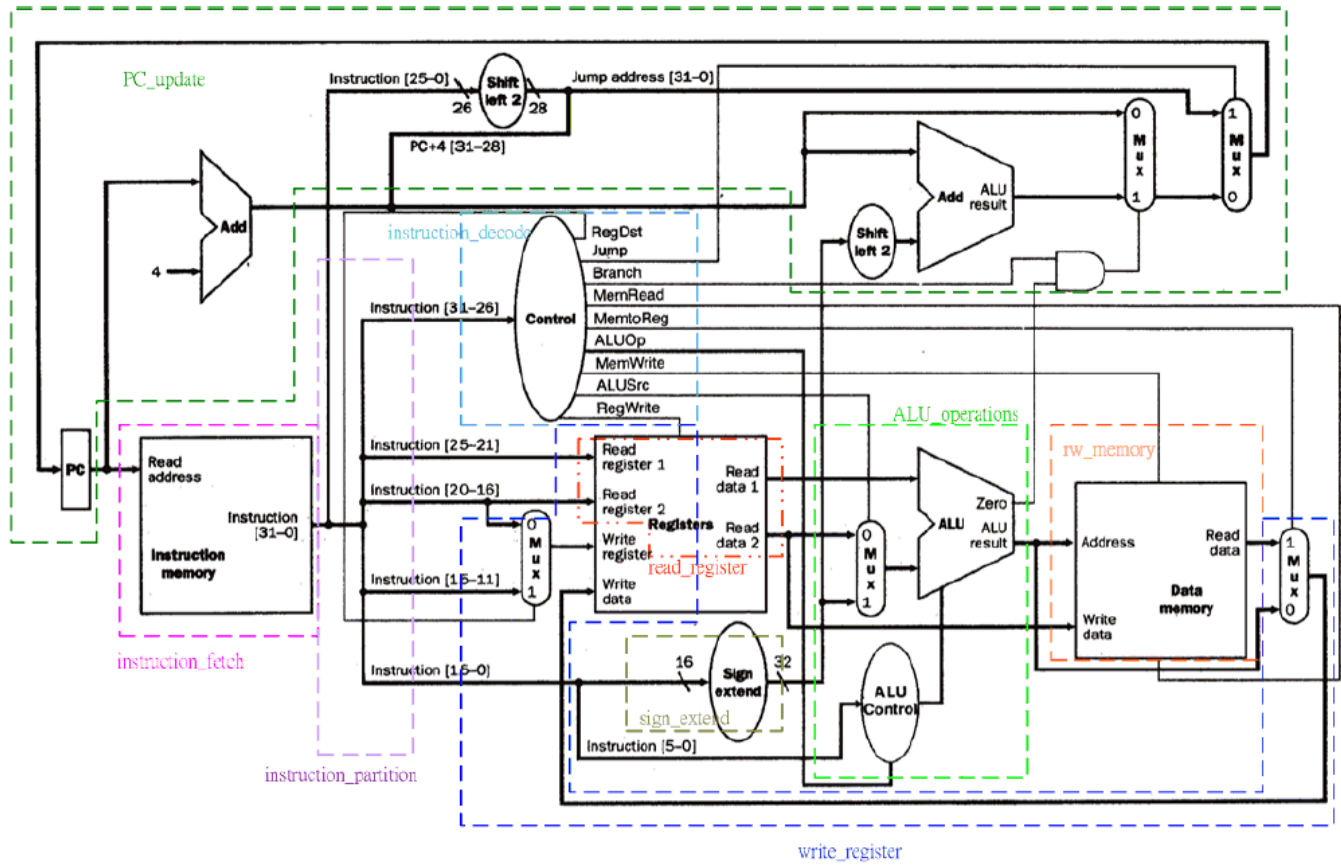 PC_update
Instruction [25–0]
26
Shift
left 2
28
Jump address [31–0]
PC+4 [31–28]
Add
4
0
M
u
x
1
1
M
u
x
0
Add
ALU
result
Shift
left 2
instruction_decode
RegDst
Jump
Branch
MemRead
MemtoReg
ALUOp
MemWrite
ALUSrc
RegWrite
Control
Instruction [31–26]
PC
Read
address
Instruction
[31–0]
Instruction
memory
instruction_fetch
instruction_partition
Instruction [25–21]
Instruction [20–16]
Instruction [15–11]
Instruction [15–0]
0
M
u
x
1
Read
register 1
Read
register 2
Registers
Write
register
Write
data
Read
data 1
Read
data 2
read_register
16
Sign
extend
32
sign_extend
Instruction [5–0]
ALU_operations
0
M
u
x
1
ALU
Zero
ALU
result
ALU
Control
rw_memory
Address
Read
data
Data
memory
Write
data
1
M
u
x
0
write_register